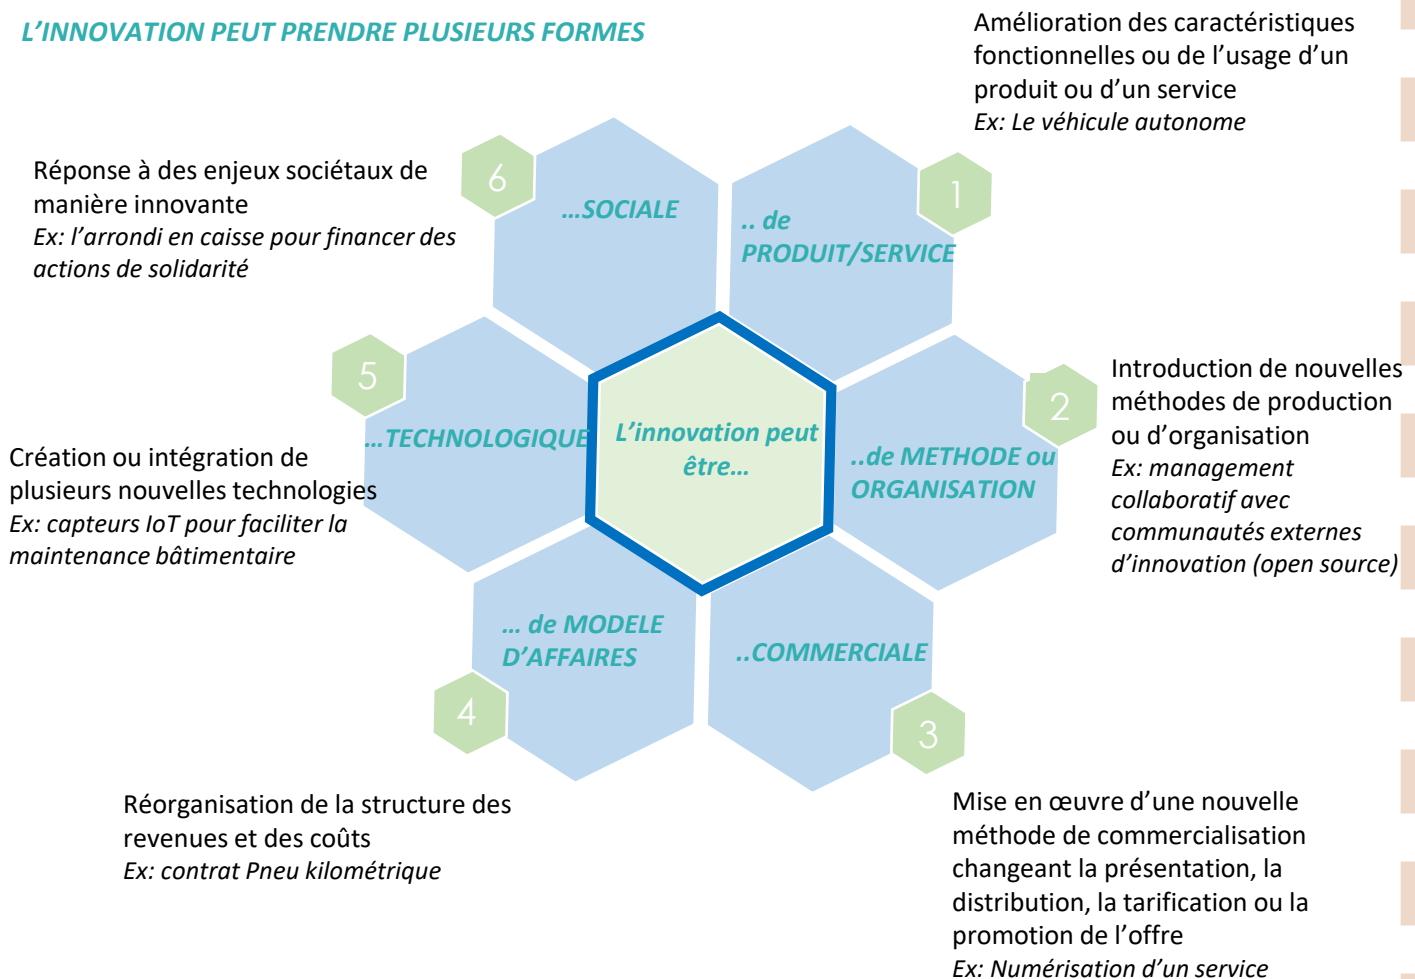 L'INNOVATION PEUT PRENDRE PLUSIEURS FORMES
Amélioration des caractéristiques
fonctionnelles ou de l'usage d'un
produit ou d'un service
Ex: Le véhicule autonome
1
.. de
PRODUIT/SERVICE
6
...SOCIALE
Réponse à des enjeux sociétaux de
manière innovante
Ex: l'arrondi en caisse pour financer des
actions de solidarité
L'innovation peut
être...
2
..de METHODE ou
ORGANISATION
Introduction de nouvelles
méthodes de production
ou d'organisation
Ex: management
collaboratif avec
communautés externes
d'innovation (open source)
5
...TECHNOLOGIQUE
Création ou intégration de
plusieurs nouvelles technologies
Ex: capteurs IoT pour faciliter la
maintenance bâtimentaire
... de MODELE
D'AFFAIRES
4
Réorganisation de la structure des
revenues et des coûts
Ex: contrat Pneu kilométrique
..COMMERCIALE
3
Mise en œuvre d'une nouvelle
méthode de commercialisation
changeant la présentation, la
distribution, la tarification ou la
promotion de l'offre
Ex: Numérisation d'un service